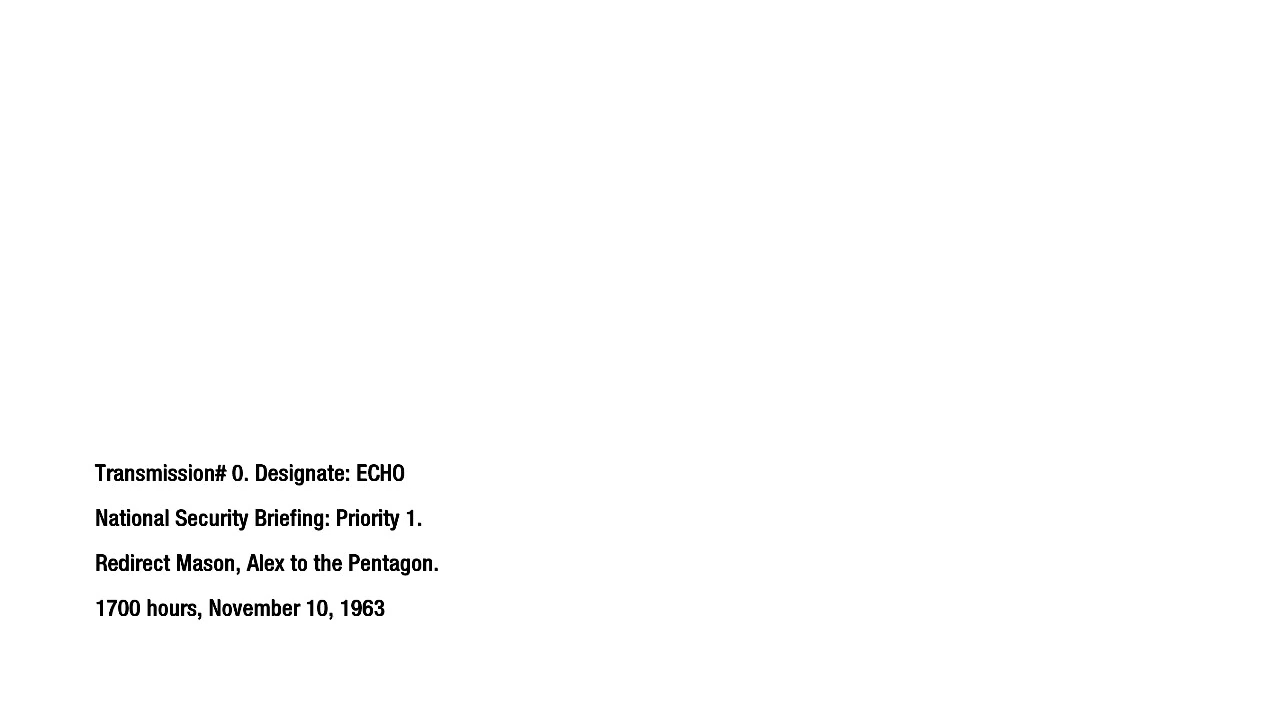 Transmission# 0. Designate: ECHO
National Security Briefing: Priority 1.
Redirect Mason, Alex to the Pentagon.
1700 hours, November 10, 1963